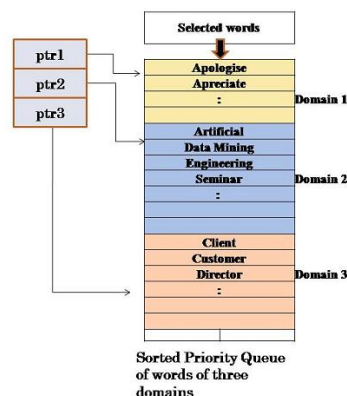 Selected words
ptr1
ptr2
ptr3
Apologise
Apreciate
:
Domain 1
Artificial
Data Mining
Engineering
Seminar
:
Domain 2
Client
Customer
Director
:
Domain 3
Sorted Priority Queue
of words of three
domains